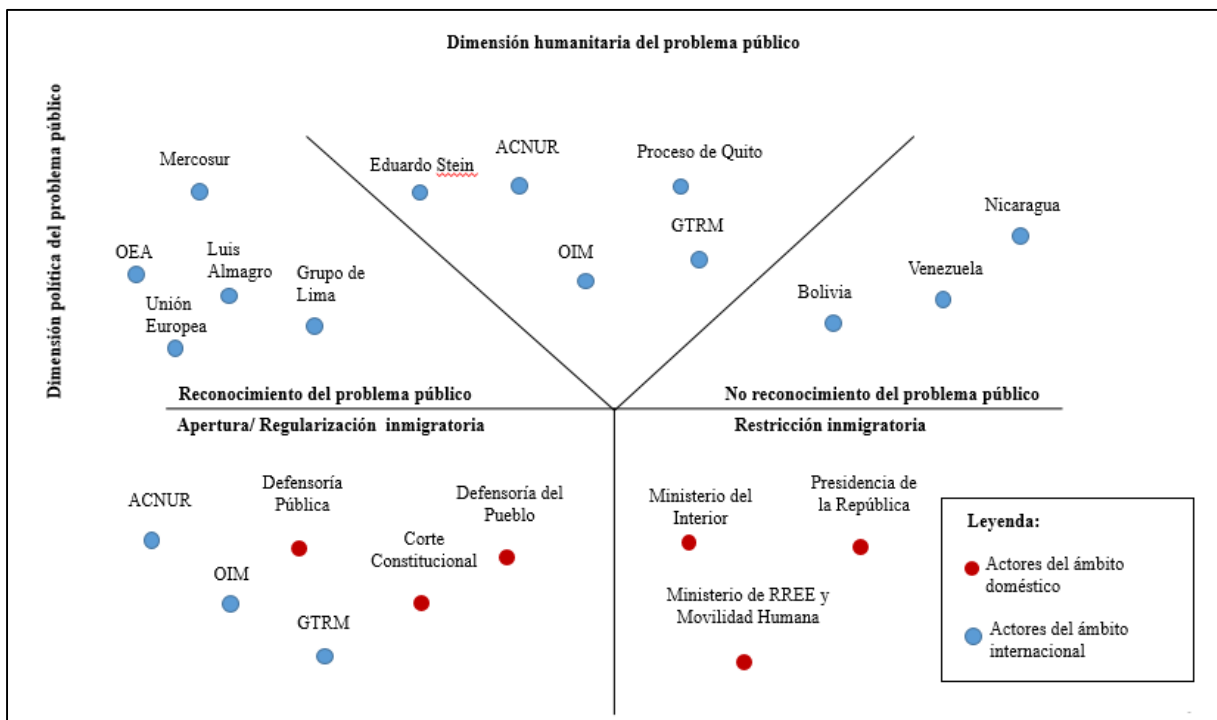 Dimensión humanitaria del problema público
Dimensión política del problema público
Mercosur
Eduardo Stein
ACNUR
Proceso de Quito
Nicaragua
OEA
Luis
Almagro
Grupo de
Lima
OIM
GTRM
Venezuela
Bolivia
Unión
Europea
Reconocimiento del problema público
No reconocimiento del problema público
Apertura/ Regularización inmigratoria
Restricción inmigratoria
ACNUR
Defensoría
Pública
Defensoría del
Pueblo
Corte
Constitucional
OIM
GTRM
Ministerio del
Interior
Presidencia de
la República
Ministerio de RREE y
Movilidad Humana
Leyenda:
Actores del ámbito
doméstico
Actores del ámbito
internacional